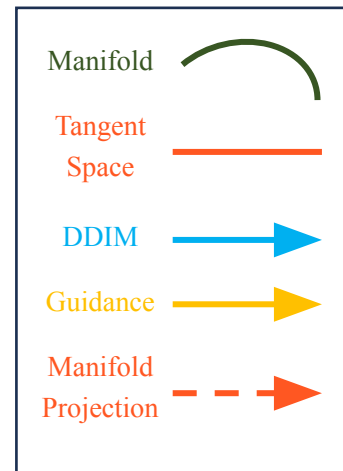 Manifold
Tangent
Space
DDIM
Guidance
Manifold
Projection